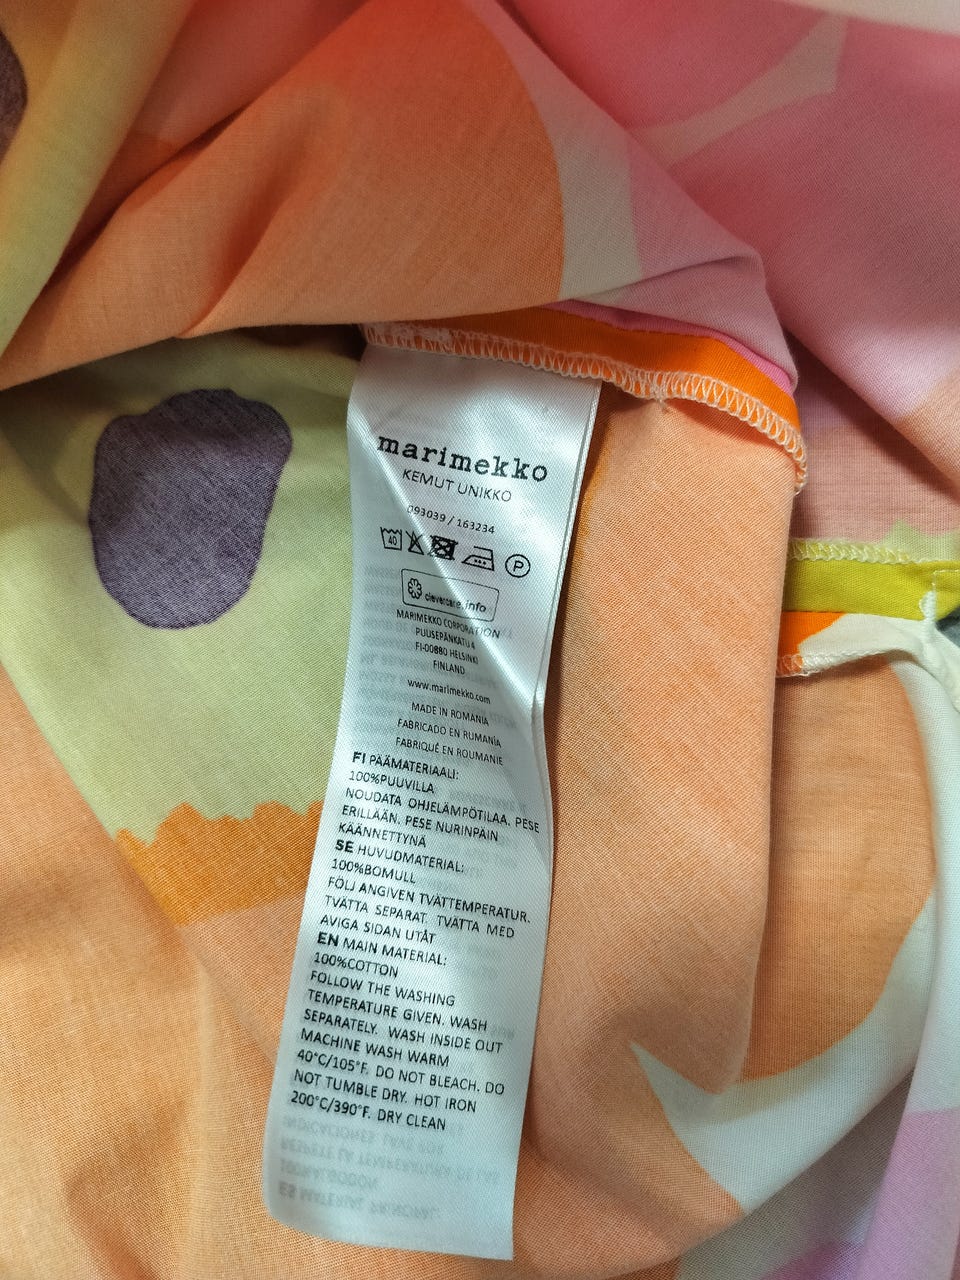 marimekko
KEMUT UNIKKO
093039 / 163234
40
P
clevercare.info
MARIMEKKO CORPORATION
PUUSEPÄNKATU 4
FI-00880 HELSINKI
FINLAND
www.marimekko.com
MADE IN ROMANIA
FABRICADO EN RUMANÍA
FABRIQUÉ EN ROUMANIE
FI PÄÄMATERIAALI:
100%PUUVILLA
NOUDATA OHJELÄMPÖTILAA. PESE
ERILLÄÄN. PESE NURINPÄIN
KÄÄNNETTYNÄ
SE HUVUDMATERIAL:
100%BOMULL
FÖLJ ANGIVEN TVÄTTEMPERATUR.
TVÄTTA SEPARAT. TVÄTTA MED
AVIGA SIDAN UTÅT
EN MAIN MATERIAL:
100%COTTON
FOLLOW THE WASHING
TEMPERATURE GIVEN. WASH
SEPARATELY. WASH INSIDE OUT
MACHINE WASH WARM
40°C/105°F. DO NOT BLEACH. DO
NOT TUMBLE DRY. HOT IRON
200°C/390°F. DRY CLEAN